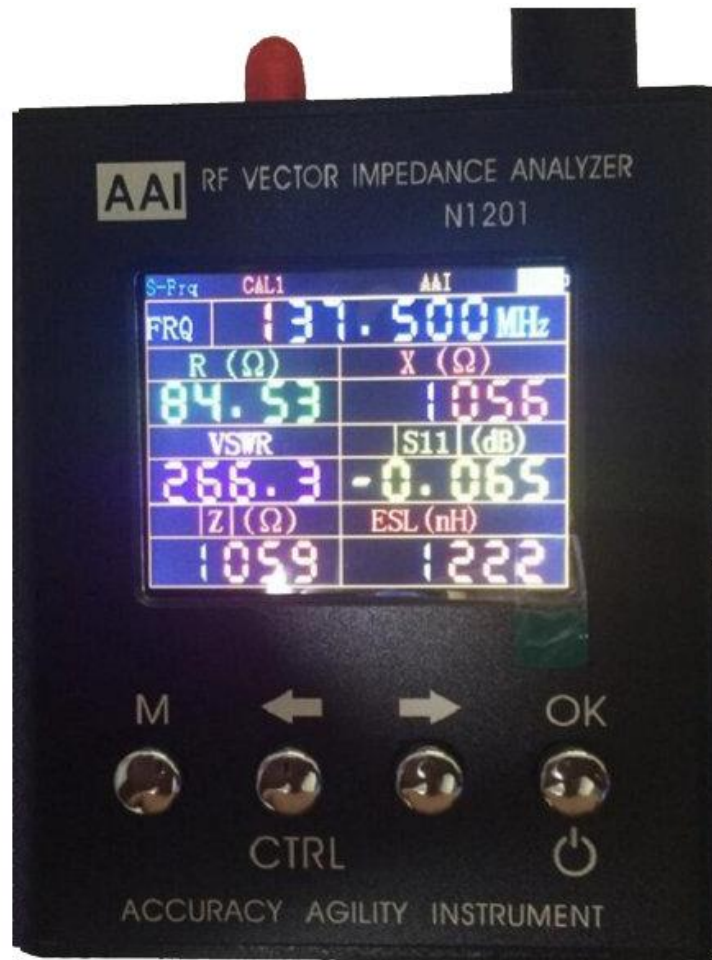 AAI RF VECTOR IMPEDANCE ANALYZER
N1201
S-Frq CAL1 AAI
FRQ 137.500 MHz
R (Ω) X (Ω)
84.53 1056
VSWR |S11|(dB)
266.3 -0.065
|Z|(Ω) ESL(nH)
1059 1222
M OK
CTRL
ACCURACY AGILITY INSTRUMENT